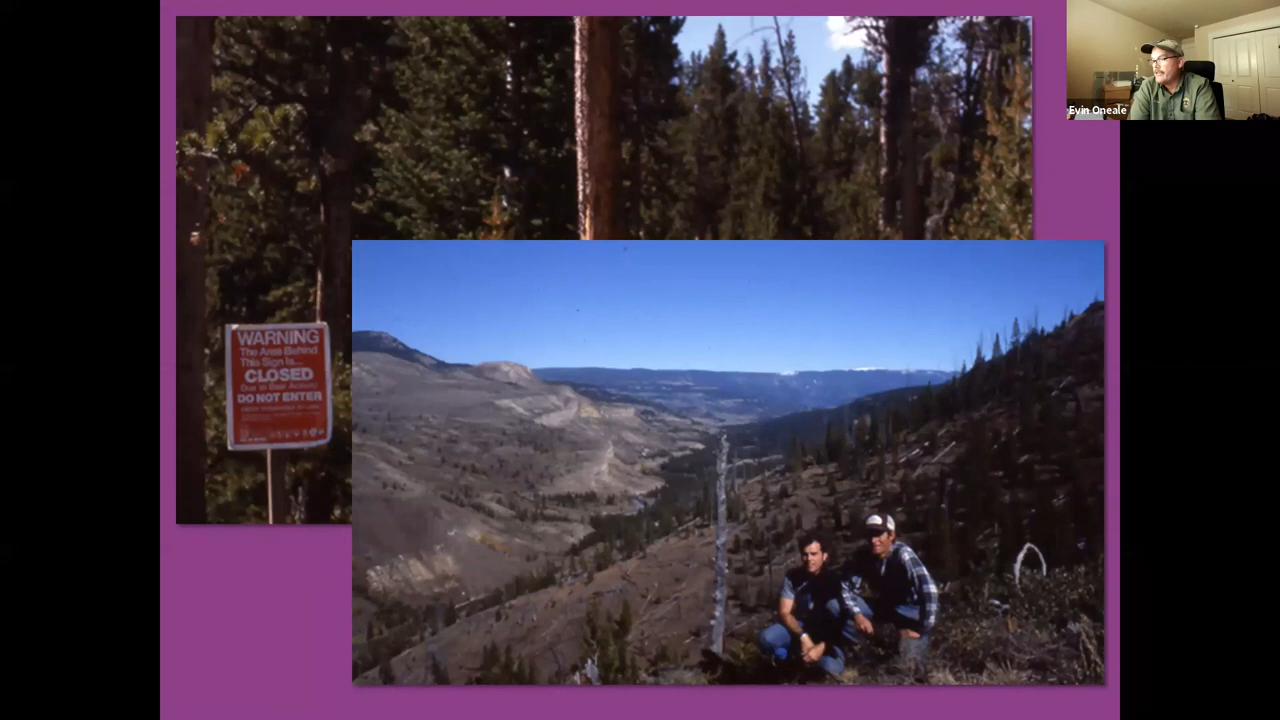 WARNING
The Area Behind
This Sign Is...
CLOSED
Due to Bear Activity
DO NOT ENTER
Evin Oneale